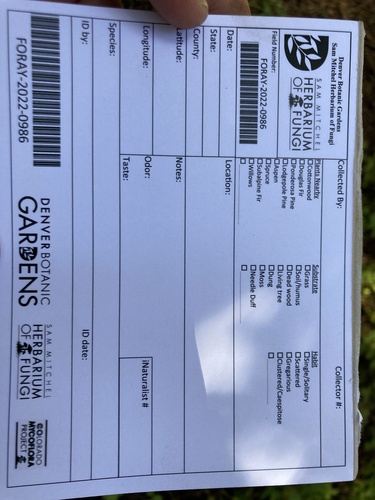 Denver Botanic Gardens
Sam Mitchel Herbarium of Fungi
SAM MITCHEL
HERBARIUM
OF FUNGI
Collected By:
Collector #:
Field Number:
FORAY-2022-0986
Plants Nearby
Cottonwood
Douglas Fir
Ponderosa Pine
Lodgepole Pine
Aspen
Spruce
Subalpine Fir
Willows
Substrate
Grass
Soil/humus
Dead wood
Living tree
Dung
Moss
Needle Duff
Habit
Single/Solitary
Scattered
Gregarious
Clustered/Caespitose
Date:
State:
Location:
County:
Latitude:
Notes:
Longitude:
Odor:
iNaturalist #
Species:
Taste:
ID by:
ID date:
FORAY-2022-0986
DENVER BOTANIC
GARDENS
SAM MITCHEL
HERBARIUM
OF FUNGI
COLORADO
MYCOFLORA
PROJECT